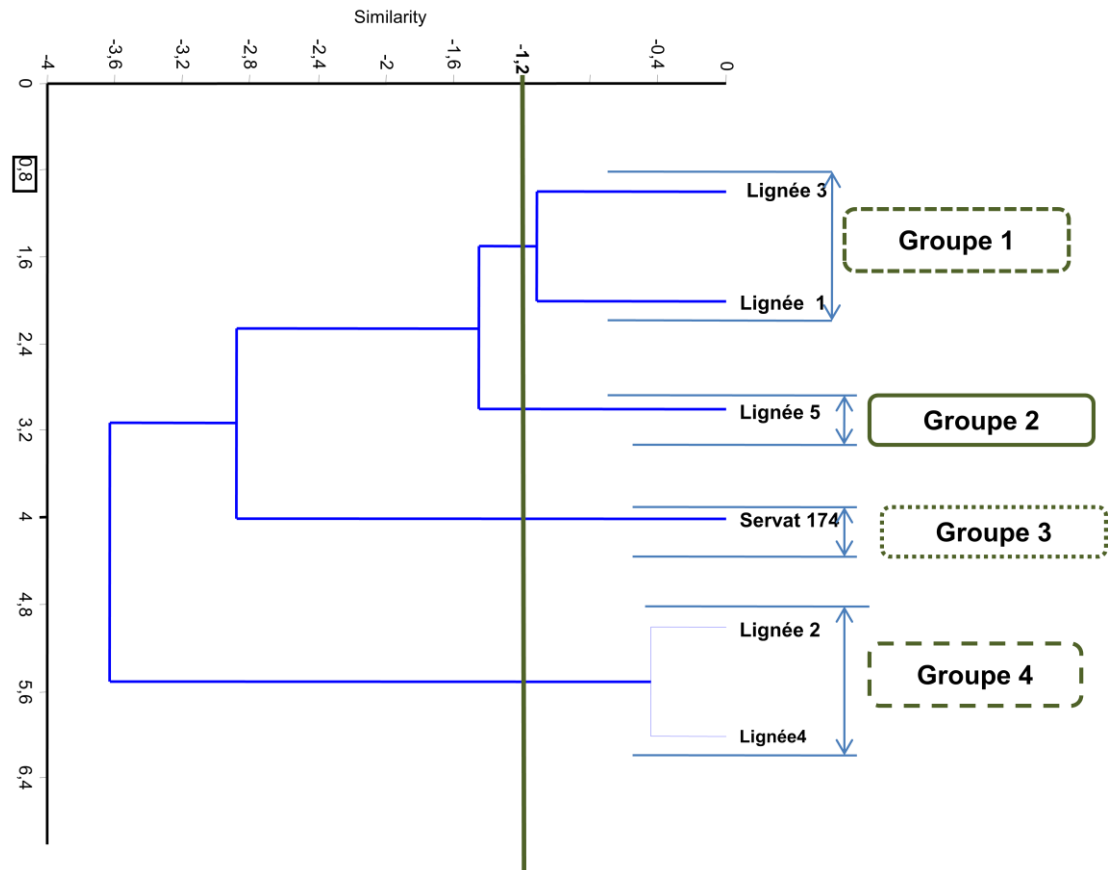 Similarity
-4
-3,6
-3,2
-2,8
-2,4
-2
-1,6
-1,2
-0,4
0
0
0,8
1,6
2,4
3,2
4
4,8
5,6
6,4
Lignée 3
Groupe 1
Lignée 1
Lignée 5
Groupe 2
Servat 174
Groupe 3
Lignée 2
Groupe 4
Lignée4